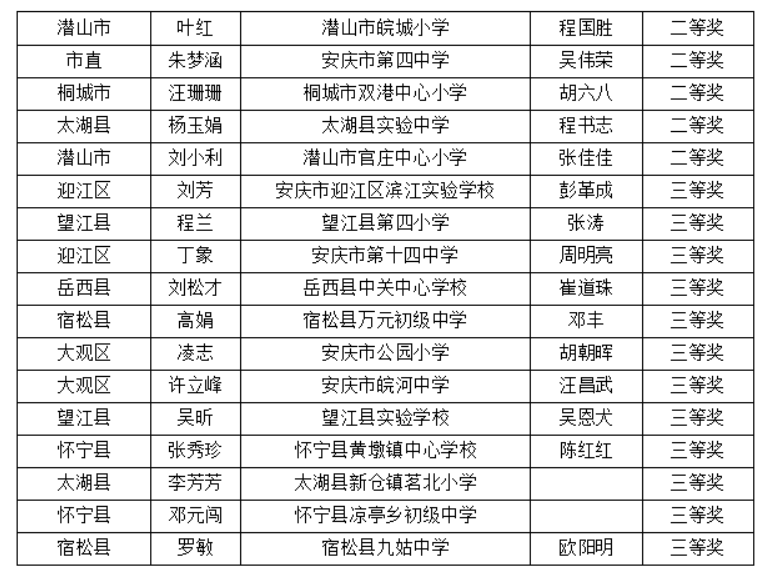 潜山市 叶红 潜山市皖城小学 程国胜 二等奖
市直 朱梦涵 安庆市第四中学 吴伟荣 二等奖
桐城市 汪珊珊 桐城市双港中心小学 胡六八 二等奖
太湖县 杨玉娟 太湖县实验中学 程书志 二等奖
潜山市 刘小利 潜山市官庄中心小学 张佳佳 二等奖
迎江区 刘芳 安庆市迎江区滨江实验学校 彭革成 三等奖
望江县 程兰 望江县第四小学 张涛 三等奖
迎江区 丁象 安庆市第十四中学 周明亮 三等奖
岳西县 刘松才 岳西县中关中心学校 崔道珠 三等奖
宿松县 高娟 宿松县万元初级中学 邓丰 三等奖
大观区 凌志 安庆市公园小学 胡朝晖 三等奖
大观区 许立峰 安庆市皖河中学 汪昌武 三等奖
望江县 吴昕 望江县实验学校 吴恩犬 三等奖
怀宁县 张秀珍 怀宁县黄墩镇中心学校 陈红红 三等奖
太湖县 李芳芳 太湖县新仓镇茗北小学 三等奖
怀宁县 邓元闯 怀宁县凉亭乡初级中学 三等奖
宿松县 罗敏 宿松县九姑中学 欧阳明 三等奖